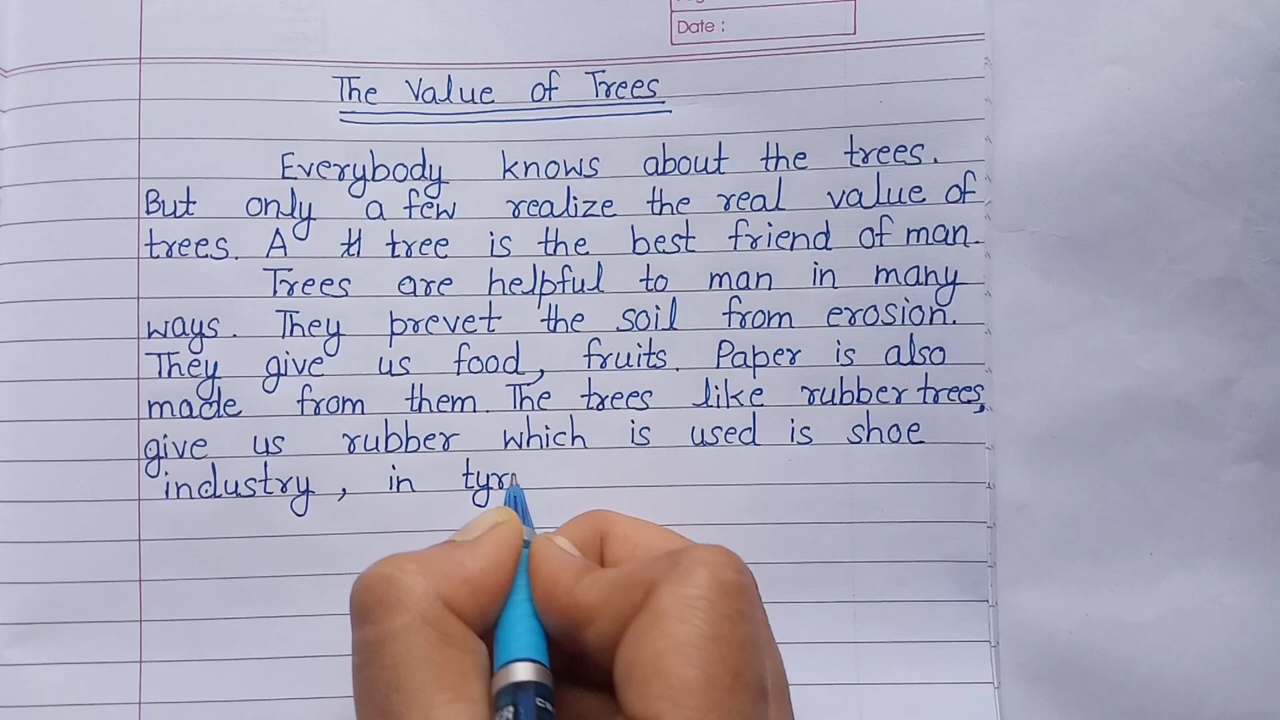 Date :
The Value of Trees
Everybody knows about the trees.
But only a few realize the real value of
trees. A tree is the best friend of man.
Trees are helpful to man in many
ways. They prevet the soil from erosion.
They give us food, fruits. Paper is also
made from them. The trees like rubber trees,
give us rubber which is used is shoe
industry, in tyr